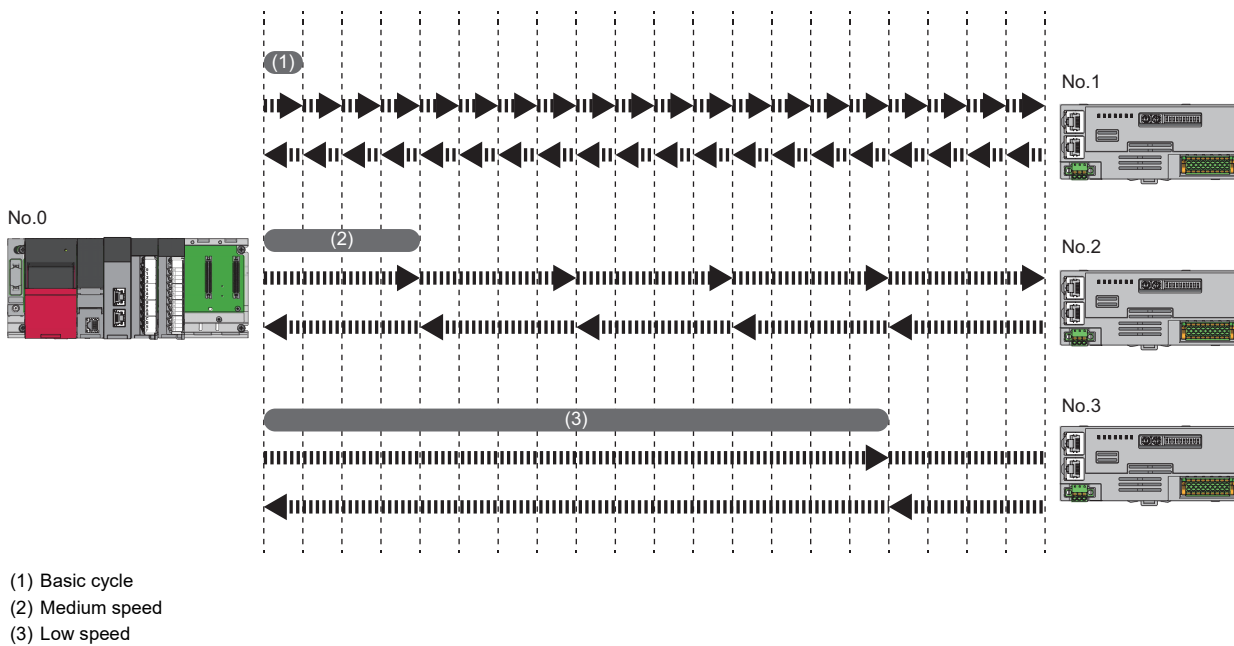 (1)
No.1
No.0
(2)
No.2
(3)
No.3
(1) Basic cycle
(2) Medium speed
(3) Low speed